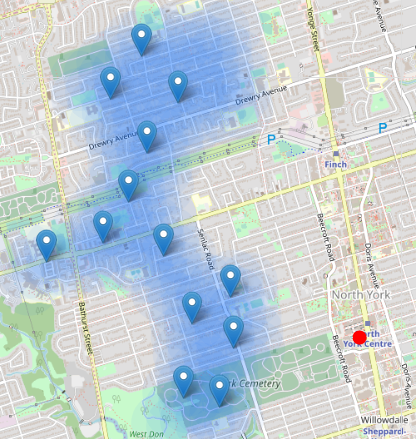 Yonge Street
Avenue
Drewry Avenue
Drewry Avenue
P
P
Finch
Senlac Road
Beecroft Road
Doris Avenue
North York
Bathurst Street
North
York Centre
Beecroft Road
Doris
k Cemetery
West Don
Willowdale
Sheppard-